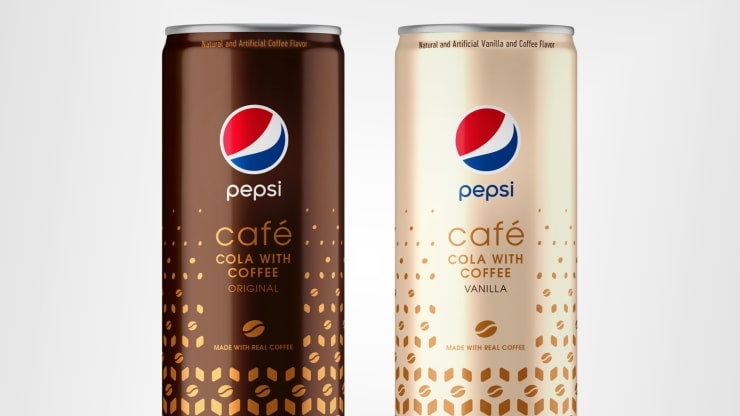 Natural and Artificial Coffee Flavor
pepsi
café
COLA WITH
COFFEE
ORIGINAL
MADE WITH REAL COFFEE
Natural and Artificial Vanilla and Coffee Flavor
pepsi
café
COLA WITH
COFFEE
VANILLA
MADE WITH REAL COFFEE